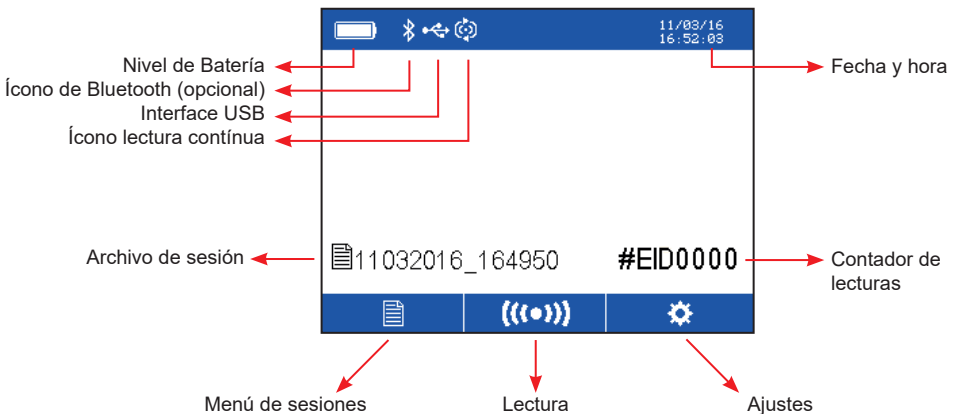 11/03/16
16:52:03
Nivel de Batería
Fecha y hora
Ícono de Bluetooth (opcional)
Interface USB
Ícono lectura contínua
Archivo de sesión
11032016_164950
#EID0000
Contador de
lecturas
Menú de sesiones
Lectura
Ajustes